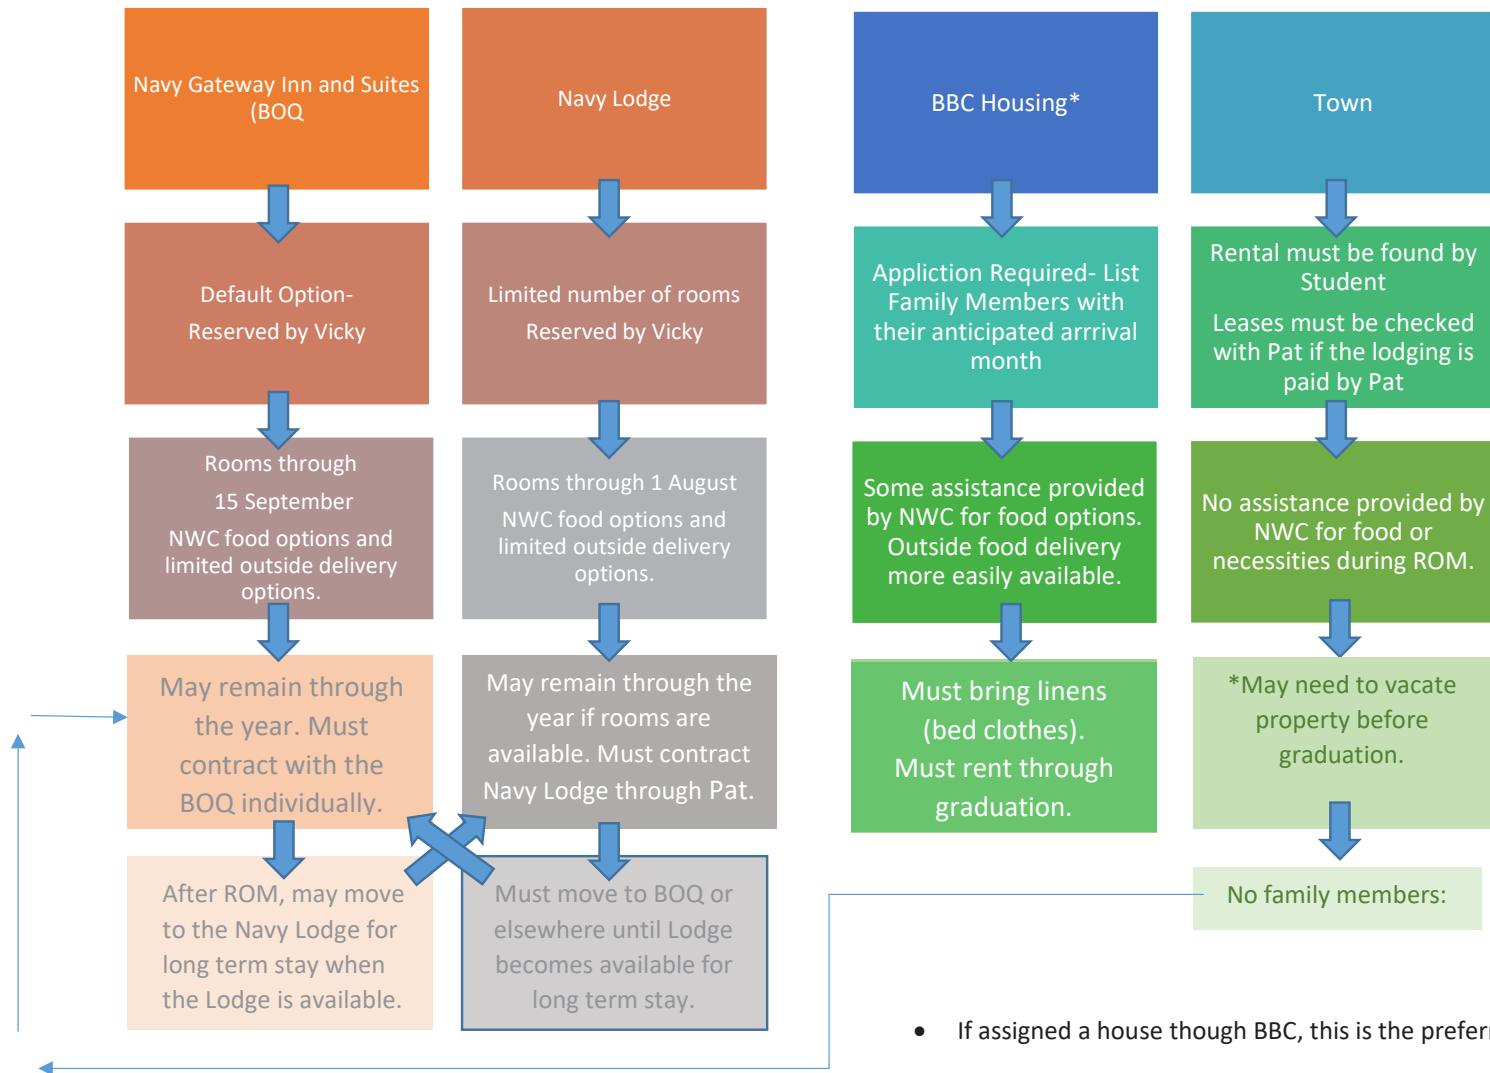 Navy Gateway Inn and Suites
(BOQ
Default Option-
Reserved by Vicky
Rooms through
15 September
NWC food options and
limited outside delivery
options.
May remain through
the year. Must
contract with the
BOQ individually.
After ROM, may move
to the Navy Lodge for
long term stay when
the Lodge is available.
Navy Lodge
Limited number of rooms
Reserved by Vicky
Rooms through 1 August
NWC food options and
limited outside delivery
options.
May remain through the
year if rooms are
available. Must contract
Navy Lodge through Pat.
Must move to BOQ or
elsewhere until Lodge
becomes available for
long term stay.
BBC Housing*
Appliction Required- List
Family Members with
their anticipated arrrival
month
Some assistance provided
by NWC for food options.
Outside food delivery
more easily available.
Must bring linens
(bed clothes).
Must rent through
graduation.
Town
Rental must be found by
Student
Leases must be checked
with Pat if the lodging is
paid by Pat
No assistance provided by
NWC for food or
necessities during ROM.
*May need to vacate
property before
graduation.
No family members:
• If assigned a house though BBC, this is the preferr